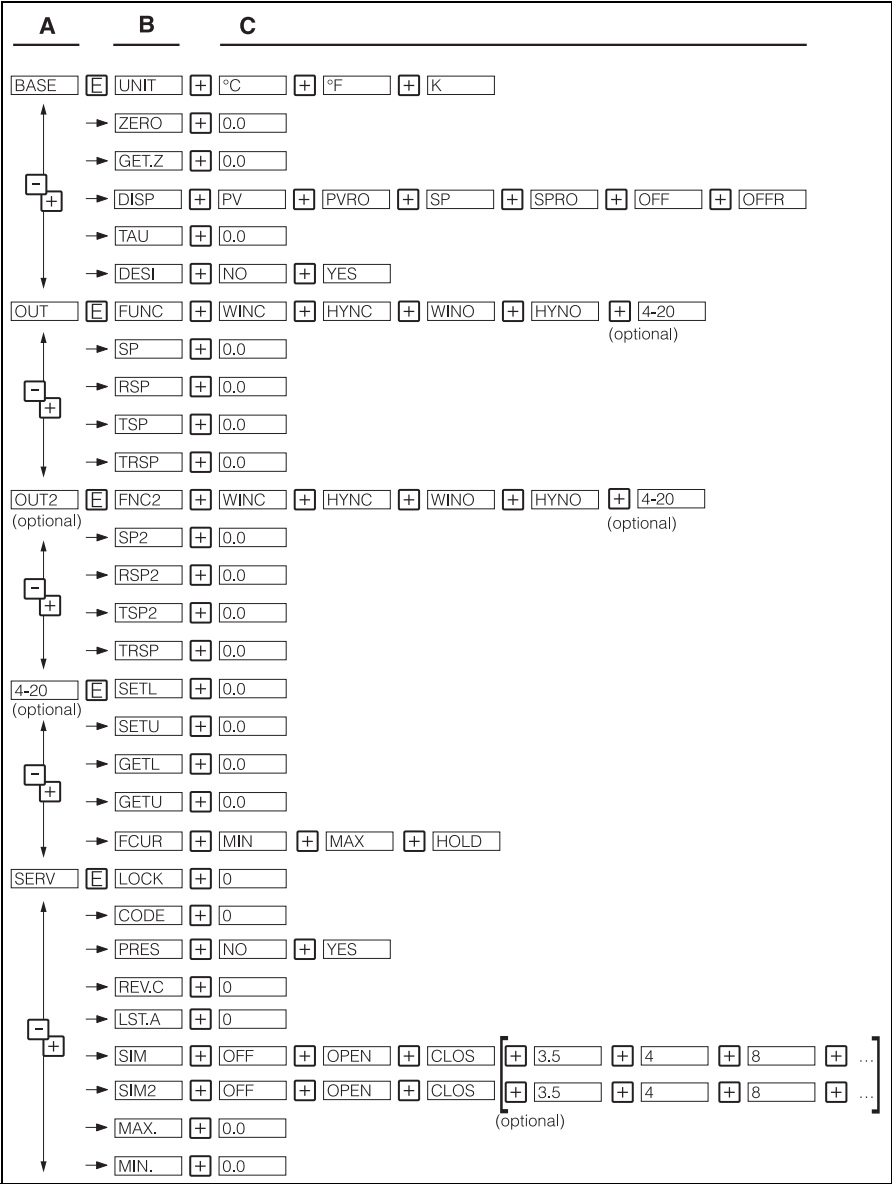 A B C
BASE E UNIT + °C + °F + K
ZERO + 0.0
GET.Z + 0.0
- +
DISP + PV + PVRO + SP + SPRO + OFF + OFFR
TAU + 0.0
DESI + NO + YES
OUT E FUNC + WINC + HYNC + WINO + HYNO + 4-20
(optional)
SP + 0.0
- +
RSP + 0.0
TSP + 0.0
TRSP + 0.0
OUT2 E FNC2 + WINC + HYNC + WINO + HYNO + 4-20
(optional) (optional)
SP2 + 0.0
- +
RSP2 + 0.0
TSP2 + 0.0
TRSP + 0.0
4-20 E SETL + 0.0
(optional)
SETU + 0.0
- +
GETL + 0.0
GETU + 0.0
FCUR + MIN + MAX + HOLD
SERV E LOCK + 0
CODE + 0
PRES + NO + YES
REV.C + 0
LST.A + 0
- +
SIM + OFF + OPEN + CLOS + 3.5 + 4 + 8 + ...
SIM2 + OFF + OPEN + CLOS + 3.5 + 4 + 8 + ...
(optional)
MAX. + 0.0
MIN. + 0.0